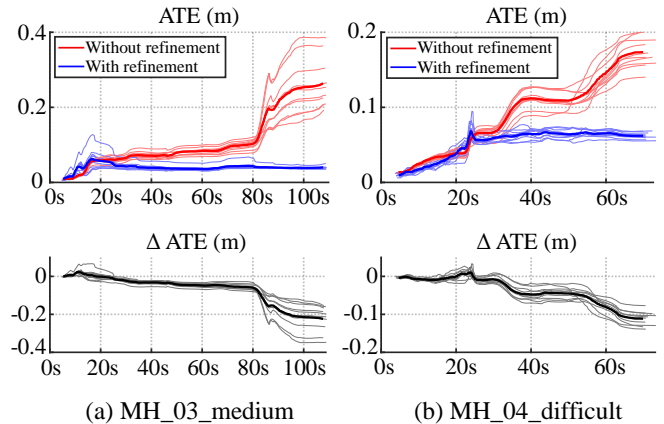 ATE (m)
0.4
0.2
0
Without refinement
With refinement
0s 20s 40s 60s 80s 100s
ATE (m)
0.2
0.1
0
Without refinement
With refinement
0s 20s 40s 60s
Δ ATE (m)
0
-0.2
-0.4
0s 20s 40s 60s 80s 100s
Δ ATE (m)
0
-0.1
-0.2
0s 20s 40s 60s
(a) MH_03_medium
(b) MH_04_difficult